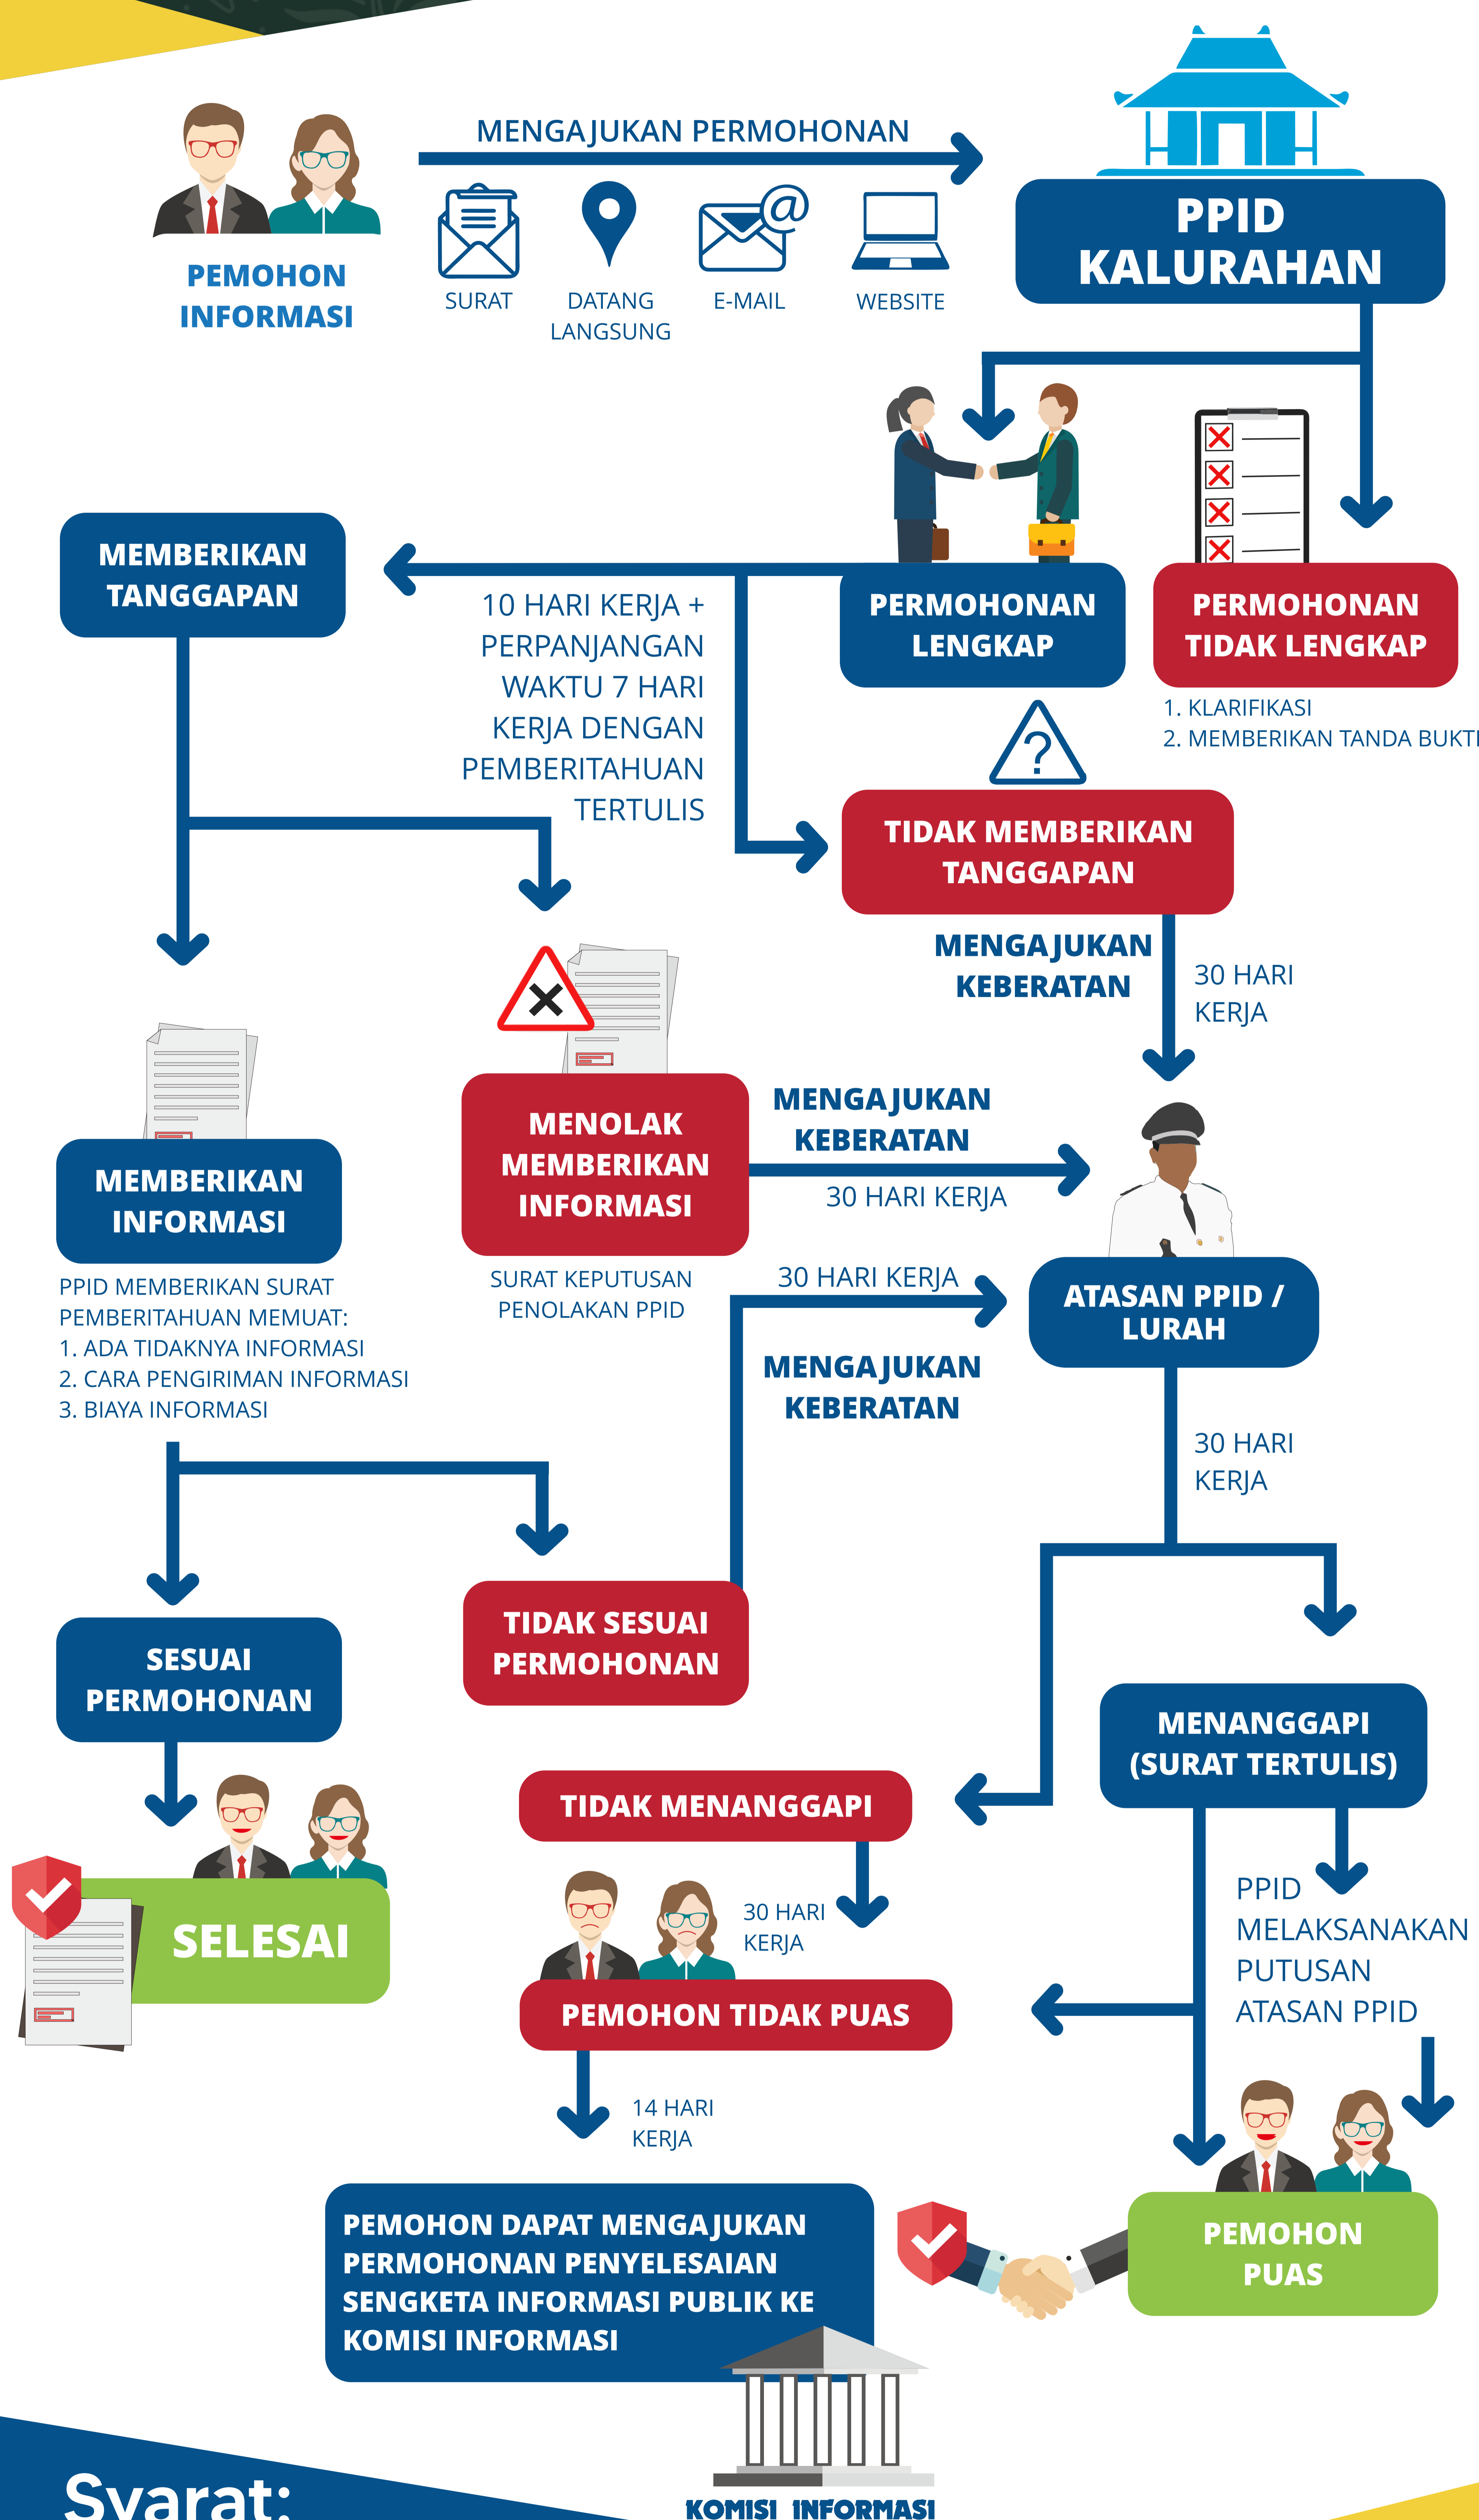 MENGAJUKAN PERMOHONAN
PEMOHON
INFORMASI
SURAT
DATANG
LANGSUNG
E-MAIL
WEBSITE
PPID
KALURAHAN
MEMBERIKAN
TANGGAPAN
10 HARI KERJA +
PERPANJANGAN
WAKTU 7 HARI
KERJA DENGAN
PEMBERITAHUAN
TERTULIS
PERMOHONAN
LENGKAP
PERMOHONAN
TIDAK LENGKAP
1. KLARIFIKASI
2. MEMBERIKAN TANDA BUKTI
?
TIDAK MEMBERIKAN
TANGGAPAN
MENGAJUKAN
KEBERATAN
30 HARI
KERJA
MENOLAK
MEMBERIKAN
INFORMASI
SURAT KEPUTUSAN
PENOLAKAN PPID
MENGAJUKAN
KEBERATAN
30 HARI KERJA
MEMBERIKAN
INFORMASI
PPID MEMBERIKAN SURAT
PEMBERITAHUAN MEMUAT:
1. ADA TIDAKNYA INFORMASI
2. CARA PENGIRIMAN INFORMASI
3. BIAYA INFORMASI
30 HARI KERJA
MENGAJUKAN
KEBERATAN
ATASAN PPID /
LURAH
30 HARI
KERJA
TIDAK SESUAI
PERMOHONAN
SESUAI
PERMOHONAN
SELESAI
MENANGGAPI
(SURAT TERTULIS)
TIDAK MENANGGAPI
30 HARI
KERJA
PEMOHON TIDAK PUAS
PPID
MELAKSANAKAN
PUTUSAN
ATASAN PPID
14 HARI
KERJA
PEMOHON DAPAT MENGAJUKAN
PERMOHONAN PENYELESAIAN
SENGKETA INFORMASI PUBLIK KE
KOMISI INFORMASI
PEMOHON
PUAS
KOMISI INFORMASI
Syarat: